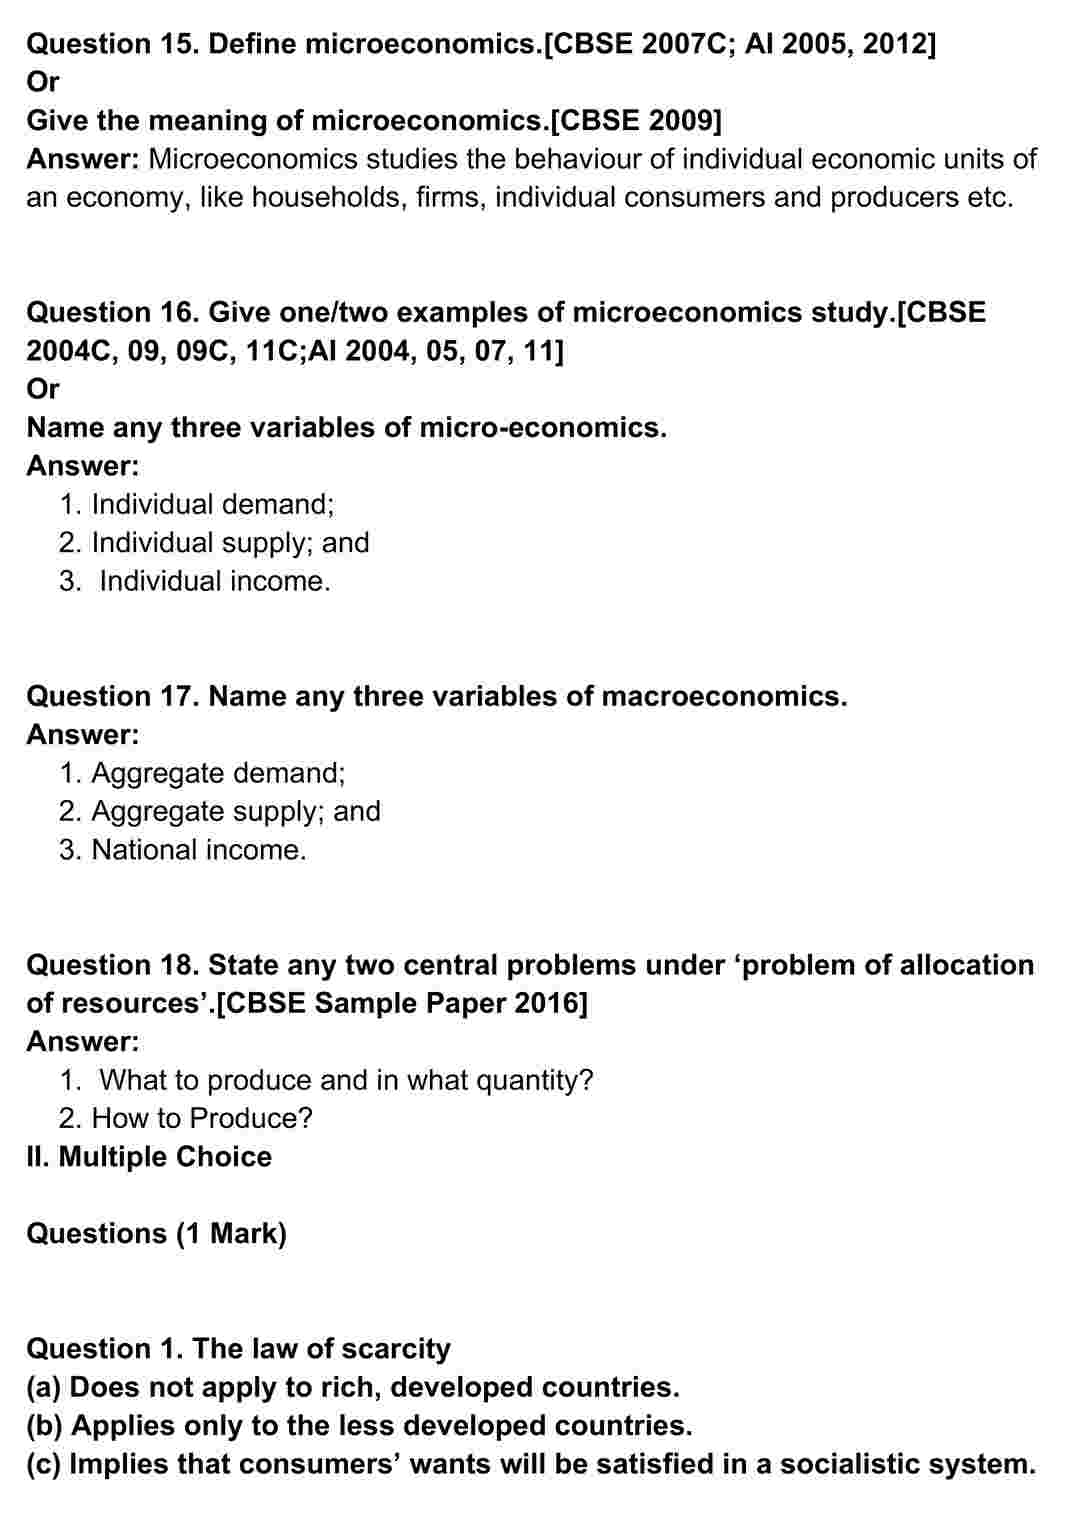 Question 15. Define microeconomics.[CBSE 2007C; AI 2005, 2012]
Or
Give the meaning of microeconomics.[CBSE 2009]
Answer: Microeconomics studies the behaviour of individual economic units of
an economy, like households, firms, individual consumers and producers etc.
Question 16. Give one/two examples of microeconomics study.[CBSE
2004C, 09, 09C, 11C;AI 2004, 05, 07, 11]
Or
Name any three variables of micro-economics.
Answer:
1. Individual demand;
2. Individual supply; and
3. Individual income.
Question 17. Name any three variables of macroeconomics.
Answer:
1. Aggregate demand;
2. Aggregate supply; and
3. National income.
Question 18. State any two central problems under ‘problem of allocation
of resources’.[CBSE Sample Paper 2016]
Answer:
1. What to produce and in what quantity?
2. How to Produce?
II. Multiple Choice
Questions (1 Mark)
Question 1. The law of scarcity
(a) Does not apply to rich, developed countries.
(b) Applies only to the less developed countries.
(c) Implies that consumers’ wants will be satisfied in a socialistic system.